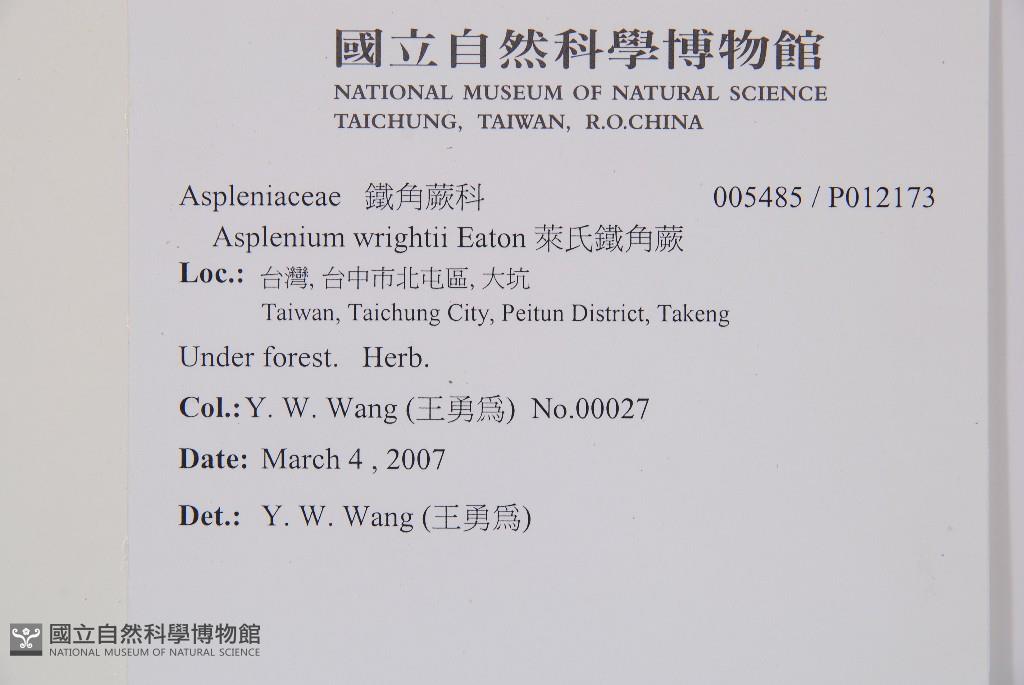 國立自然科學博物館
NATIONAL MUSEUM OF NATURAL SCIENCE
TAICHUNG, TAIWAN, R.O.CHINA
Aspleniaceae 鐵角蕨科 005485 / P012173
Asplenium wrightii Eaton 萊氏鐵角蕨
Loc.: 台灣, 台中市北屯區, 大坑
Taiwan, Taichung City, Peitun District, Takeng
Under forest. Herb.
Col.: Y. W. Wang (王勇爲) No.00027
Date: March 4 , 2007
Det.: Y. W. Wang (王勇爲)
國立自然科學博物館
NATIONAL MUSEUM OF NATURAL SCIENCE